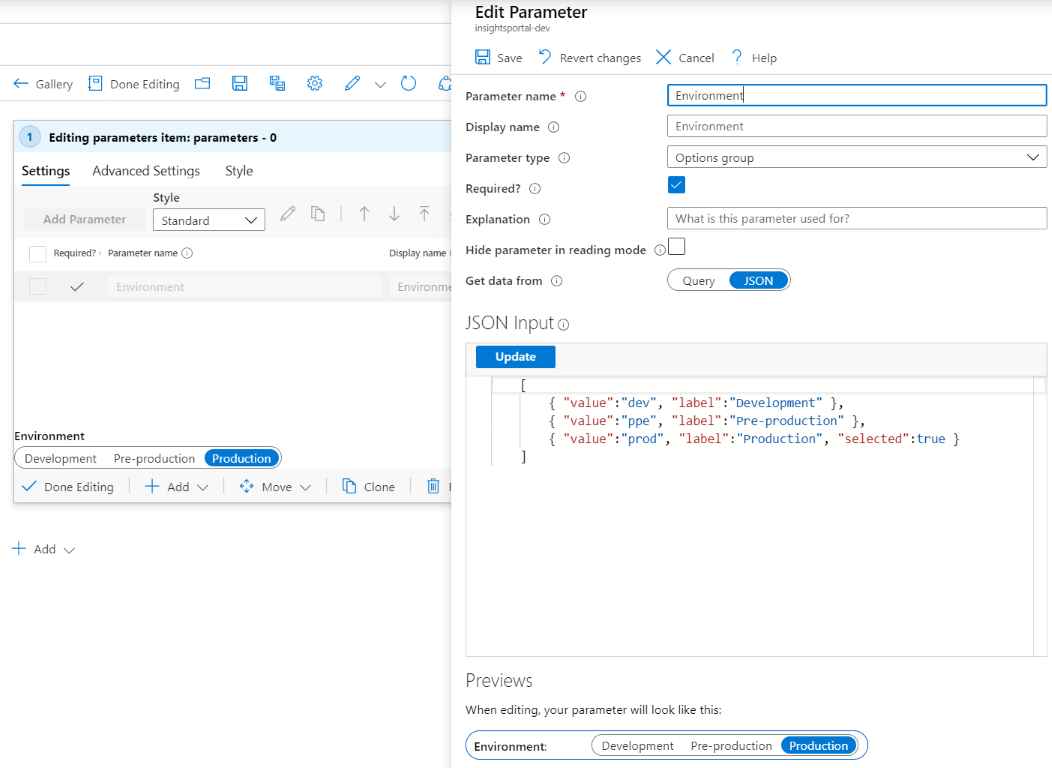 Edit Parameter
insightsportal-dev
Save Revert changes Cancel ? Help
Gallery Done Editing
Parameter name * Environment
1 Editing parameters item: parameters - 0
Display name Environment
Parameter type Options group
Settings Advanced Settings Style
Required?
Style
Add Parameter Standard
Explanation What is this parameter used for?
Hide parameter in reading mode
Required? Parameter name Display name
Get data from Query JSON
Environment
JSON Input
Update
[
{ "value":"dev", "label":"Development" },
{ "value":"ppe", "label":"Pre-production" },
{ "value":"prod", "label":"Production", "selected":true }
]
Environment
Development Pre-production Production
Done Editing Add Move Clone
Add
Previews
When editing, your parameter will look like this:
Environment: Development Pre-production Production